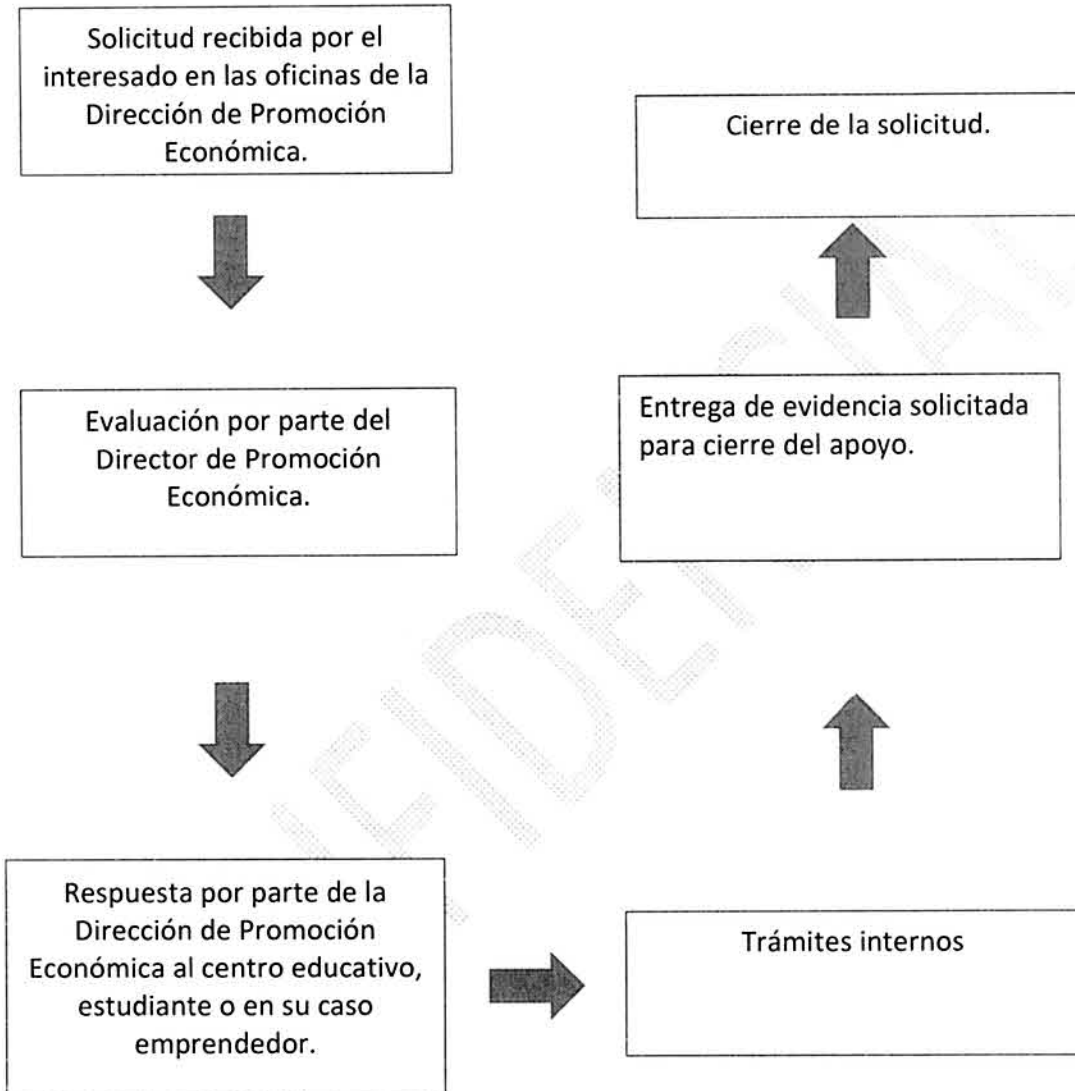 Solicitud recibida por el
interesado en las oficinas de la
Dirección de Promoción
Económica.
Evaluación por parte del
Director de Promoción
Económica.
Respuesta por parte de la
Dirección de Promoción
Económica al centro educativo,
estudiante o en su caso
emprendedor.
Trámites internos
Entrega de evidencia solicitada
para cierre del apoyo.
Cierre de la solicitud.